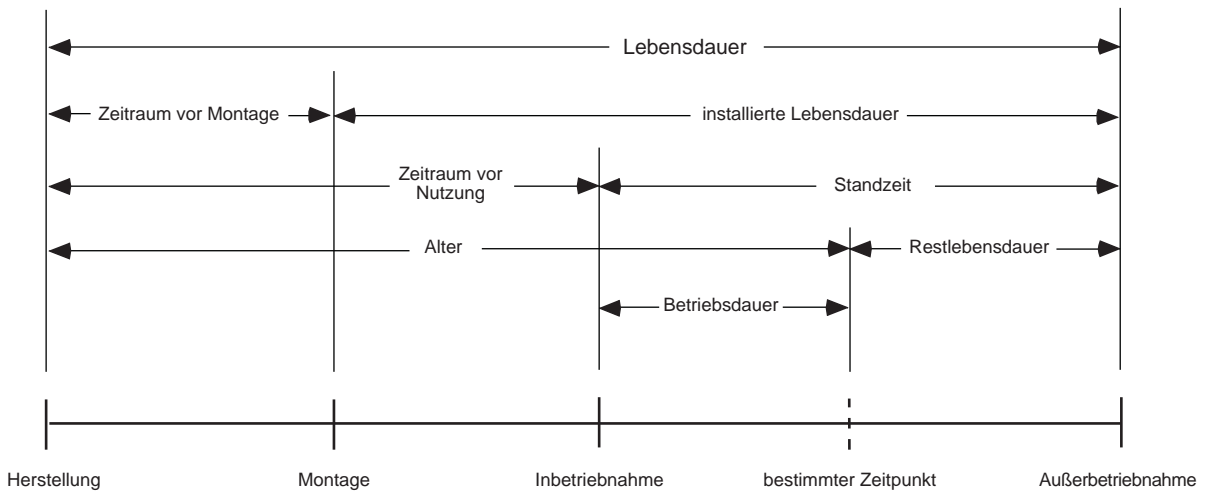 Lebensdauer
Zeitraum vor Montage
installierte Lebensdauer
Zeitraum vor
Nutzung
Standzeit
Alter
Restlebensdauer
Betriebsdauer
Herstellung
Montage
Inbetriebnahme
bestimmter Zeitpunkt
Außerbetriebnahme